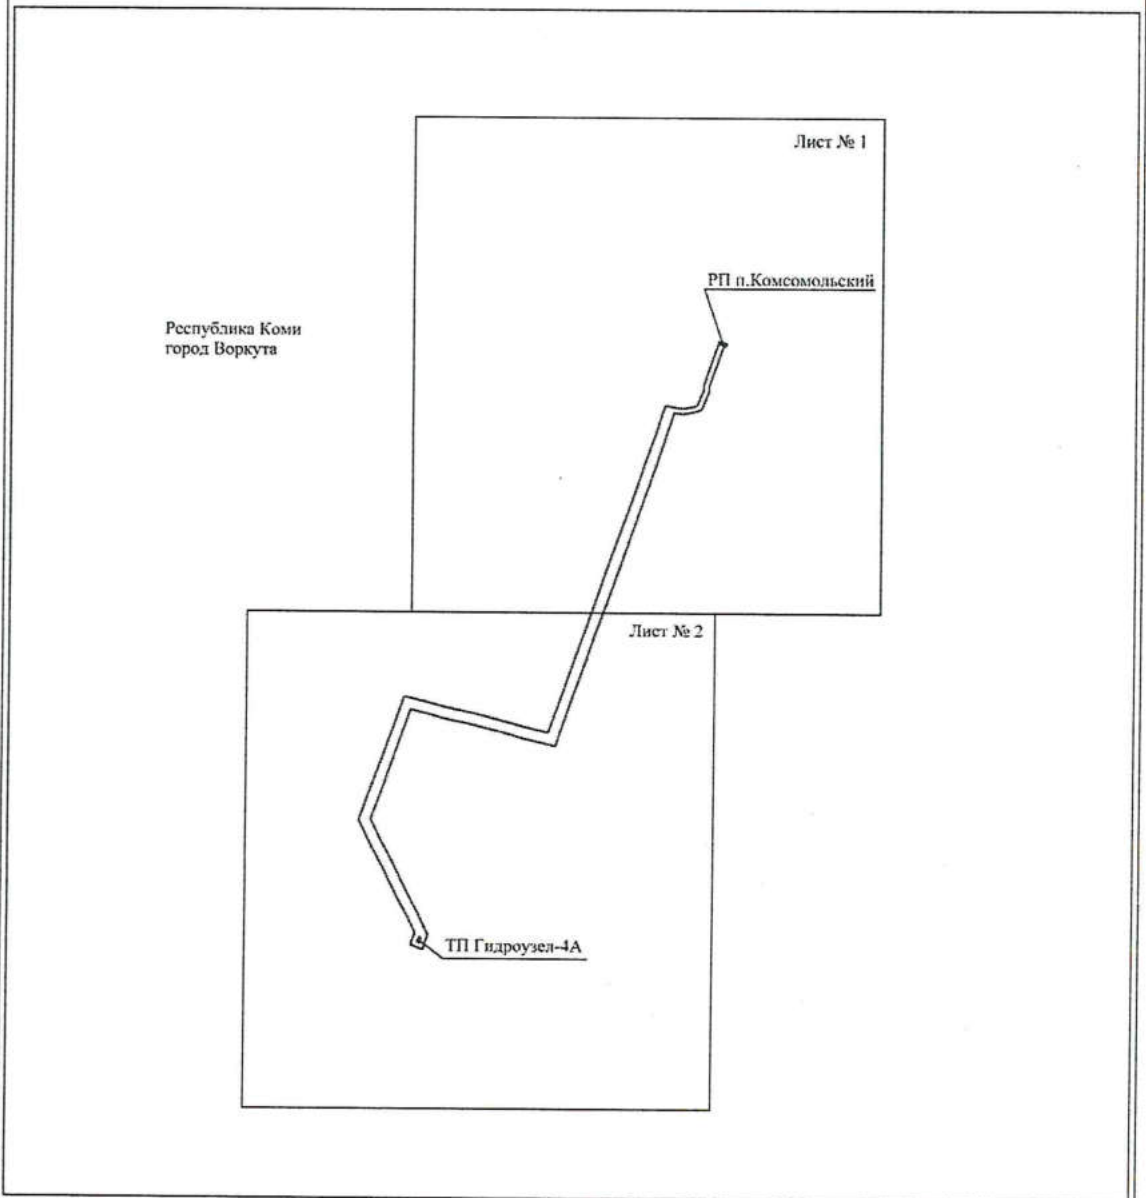 Лист № 1
РП п.Комсомольский
Республика Коми
город Воркута
Лист № 2
ТП Гидроузел-4А